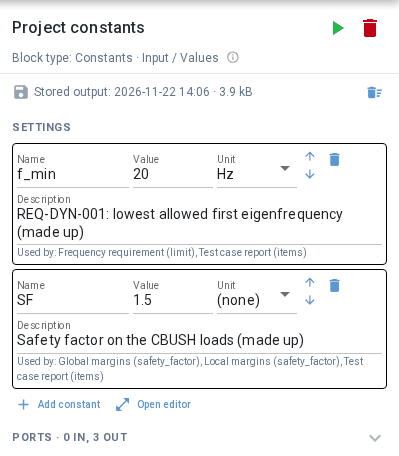 Project constants
Block type: Constants · Input / Values
Stored output: 2026-11-22 14:06 · 3.9 kB
SETTINGS
Name Value Unit
f_min 20 Hz
Description
REQ-DYN-001: lowest allowed first eigenfrequency
(made up)
Used by: Frequency requirement (limit), Test case report (items)
Name Value Unit
SF 1.5 (none)
Description
Safety factor on the CBUSH loads (made up)
Used by: Global margins (safety_factor), Local margins (safety_factor), Test
case report (items)
Add constant Open editor
PORTS · 0 IN, 3 OUT